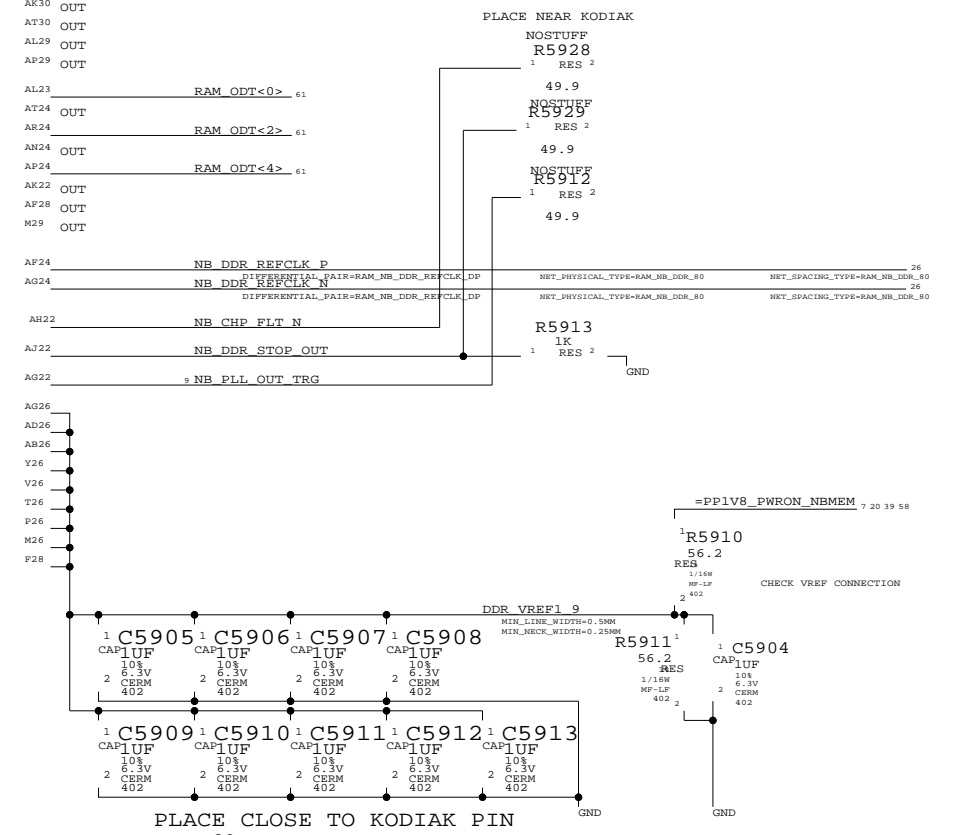 AK30 OUT
AT30 OUT
AL29 OUT
AP29 OUT
PLACE NEAR KODIAK
NOSTUFF
R5928
1 RES 2
49.9
NOSTUFF
R5929
1 RES 2
49.9
NOSTUFF
R5912
1 RES 2
49.9
AL23 RAM_ODT<0> 61
AT24 OUT
AR24 RAM_ODT<2> 61
AN24 OUT
AP24 RAM_ODT<4> 61
AK22 OUT
AF28 OUT
M29 OUT
AF24 NB_DDR_REFCLK_P 26
DIFFERENTIAL_PAIR=RAM_NB_DDR_REFCLK_DP NET_PHYSICAL_TYPE=RAM_NB_DDR_80 NET_SPACING_TYPE=RAM_NB_DDR_80
AG24 NB_DDR_REFCLK_N 26
DIFFERENTIAL_PAIR=RAM_NB_DDR_REFCLK_DP NET_PHYSICAL_TYPE=RAM_NB_DDR_80 NET_SPACING_TYPE=RAM_NB_DDR_80
AH22 NB_CHP_FLT_N
R5913
1K
1 RES 2
GND
AJ22 NB_DDR_STOP_OUT
AG22 9 NB_PLL_OUT_TRG
AG26
AD26
AB26
Y26
V26
T26
P26
M26
F28
=PP1V8_PWRON_NBMEM 7 20 39 58
1
R5910
56.2
RES
1/16W
MF-LF
402
2
CHECK VREF CONNECTION
DDR_VREF1_9
MIN_LINE_WIDTH=0.5MM
MIN_NECK_WIDTH=0.25MM
R5911 1
56.2
RES
1/16W
MF-LF
402
2
1 C5904
CAP 1UF
10%
6.3V
2 CERM
402
1 C5905 1 C5906 1 C5907 1 C5908
CAP 1UF CAP 1UF CAP 1UF CAP 1UF
10% 10% 10% 10%
6.3V 6.3V 6.3V 6.3V
2 CERM 2 CERM 2 CERM 2 CERM
402 402 402 402
1 C5909 1 C5910 1 C5911 1 C5912 1 C5913
CAP 1UF CAP 1UF CAP 1UF CAP 1UF CAP 1UF
10% 10% 10% 10% 10%
6.3V 6.3V 6.3V 6.3V 6.3V
2 CERM 2 CERM 2 CERM 2 CERM 2 CERM
402 402 402 402 402
GND GND
PLACE CLOSE TO KODIAK PIN